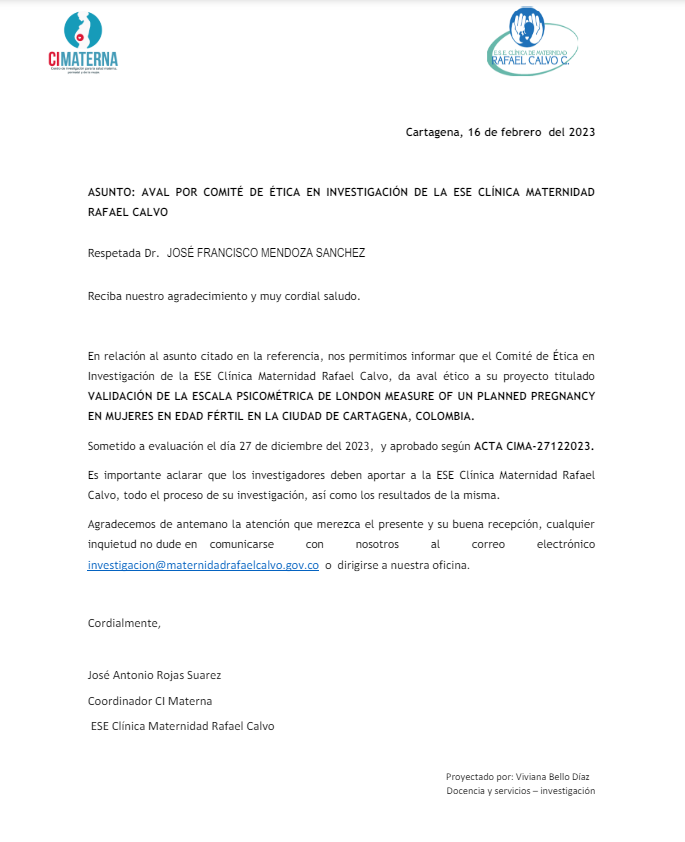 CIMATERNA
E.S.E. CLÍNICA DE MATERNIDAD
RAFAEL CALVO C.
Cartagena, 16 de febrero del 2023
ASUNTO: AVAL POR COMITÉ DE ÉTICA EN INVESTIGACIÓN DE LA ESE CLÍNICA MATERNIDAD
RAFAEL CALVO
Respetada Dr. JOSÉ FRANCISCO MENDOZA SANCHEZ
Reciba nuestro agradecimiento y muy cordial saludo.
En relación al asunto citado en la referencia, nos permitimos informar que el Comité de Ética en
Investigación de la ESE Clínica Maternidad Rafael Calvo, da aval ético a su proyecto titulado
VALIDACIÓN DE LA ESCALA PSICOMÉTRICA DE LONDON MEASURE OF UN PLANNED PREGNANCY
EN MUJERES EN EDAD FÉRTIL EN LA CIUDAD DE CARTAGENA, COLOMBIA.
Sometido a evaluación el día 27 de diciembre del 2023, y aprobado según ACTA CIMA-27122023.
Es importante aclarar que los investigadores deben aportar a la ESE Clínica Maternidad Rafael
Calvo, todo el proceso de su investigación, así como los resultados de la misma.
Agradecemos de antemano la atención que merezca el presente y su buena recepción, cualquier
inquietud no dude en comunicarse con nosotros al correo electrónico
investigacion@maternidadrafaelcalvo.gov.co o dirigirse a nuestra oficina.
Cordialmente,
José Antonio Rojas Suarez
Coordinador CI Materna
ESE Clínica Maternidad Rafael Calvo
Proyectado por: Viviana Bello Díaz
Docencia y servicios – investigación